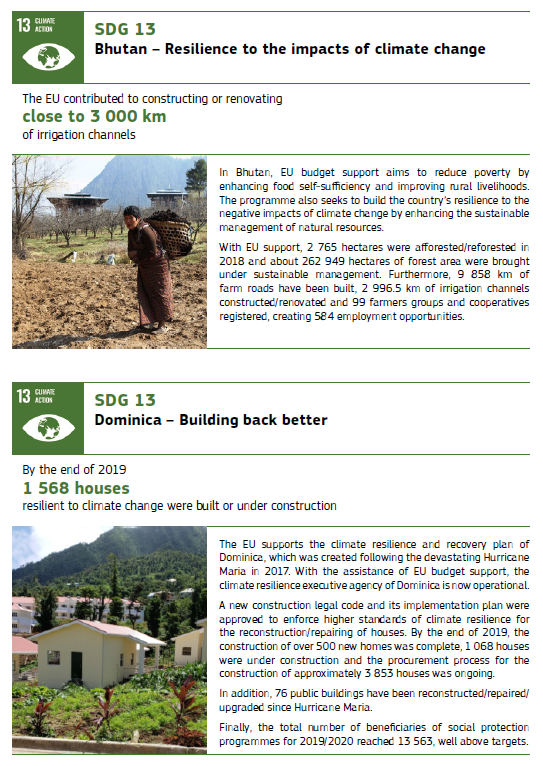 13 CLIMATE
ACTION
SDG 13
Bhutan – Resilience to the impacts of climate change
The EU contributed to constructing or renovating
close to 3 000 km
of irrigation channels
In Bhutan, EU budget support aims to reduce poverty by
enhancing food self-sufficiency and improving rural livelihoods.
The programme also seeks to build the country's resilience to the
negative impacts of climate change by enhancing the sustainable
management of natural resources.
With EU support, 2 765 hectares were afforested/reforested in
2018 and about 262 949 hectares of forest area were brought
under sustainable management. Furthermore, 9 858 km of
farm roads have been built, 2 996.5 km of irrigation channels
constructed/renovated and 99 farmers groups and cooperatives
registered, creating 584 employment opportunities.
13 CLIMATE
ACTION
SDG 13
Dominica – Building back better
By the end of 2019
1 568 houses
resilient to climate change were built or under construction
The EU supports the climate resilience and recovery plan of
Dominica, which was created following the devastating Hurricane
Maria in 2017. With the assistance of EU budget support, the
climate resilience executive agency of Dominica is now operational.
A new construction legal code and its implementation plan were
approved to enforce higher standards of climate resilience for
the reconstruction/repairing of houses. By the end of 2019, the
construction of over 500 new homes was complete, 1 068 houses
were under construction and the procurement process for the
construction of approximately 3 853 houses was ongoing.
In addition, 76 public buildings have been reconstructed/repaired/
upgraded since Hurricane Maria.
Finally, the total number of beneficiaries of social protection
programmes for 2019/2020 reached 13 563, well above targets.